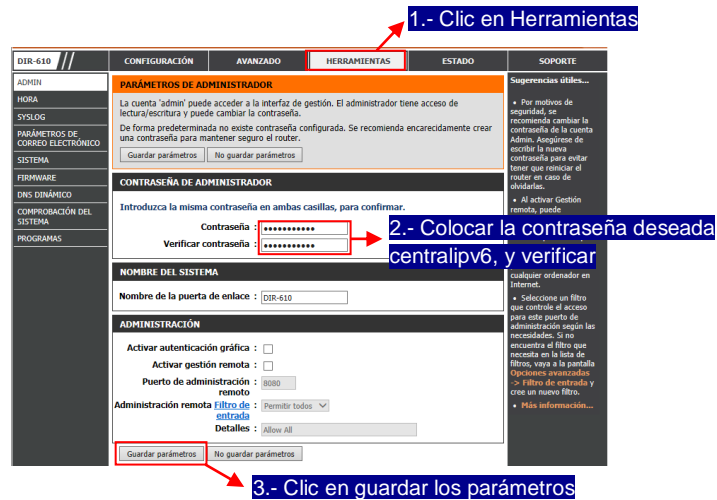 1.- Clic en Herramientas
DIR-610
CONFIGURACIÓN AVANZADO HERRAMIENTAS ESTADO SOPORTE
ADMIN
HORA
SYSLOG
PARÁMETROS DE
CORREO ELECTRÓNICO
SISTEMA
FIRMWARE
DNS DINÁMICO
COMPROBACIÓN DEL
SISTEMA
PROGRAMAS
PARÁMETROS DE ADMINISTRADOR
La cuenta 'admin' puede acceder a la interfaz de gestión. El administrador tiene acceso de
lectura/escritura y puede cambiar la contraseña.
De forma predeterminada no existe contraseña configurada. Se recomienda encarecidamente crear
una contraseña para mantener seguro el router.
Guardar parámetros No guardar parámetros
CONTRASEÑA DE ADMINISTRADOR
Introduzca la misma contraseña en ambas casillas, para confirmar.
Contraseña : •••••••••••
Verificar contraseña : •••••••••••
2.- Colocar la contraseña deseada
centralipv6, y verificar
NOMBRE DEL SISTEMA
Nombre de la puerta de enlace : DIR-610
ADMINISTRACIÓN
Activar autenticación gráfica :
Activar gestión remota :
Puerto de administración : 8080
remoto
Administración remota Filtro de : Permitir todos
entrada
Detalles : Allow All
Guardar parámetros No guardar parámetros
3.- Clic en guardar los parámetros
Sugerencias útiles...
• Por motivos de
seguridad, se
recomienda cambiar la
contraseña de la cuenta
Admin. Asegúrese de
escribir la nueva
contraseña para evitar
tener que reiniciar el
router en caso de
olvidarlas.
• Al activar Gestión
remota, puede
cualquier ordenador en
Internet.
• Seleccione un filtro
que controle el acceso
para este puerto de
administración según las
necesidades. Si no
encuentra el filtro que
necesita en la lista de
filtros, vaya a la pantalla
Opciones avanzadas
-> Filtro de entrada y
cree un nuevo filtro.
• Más información...